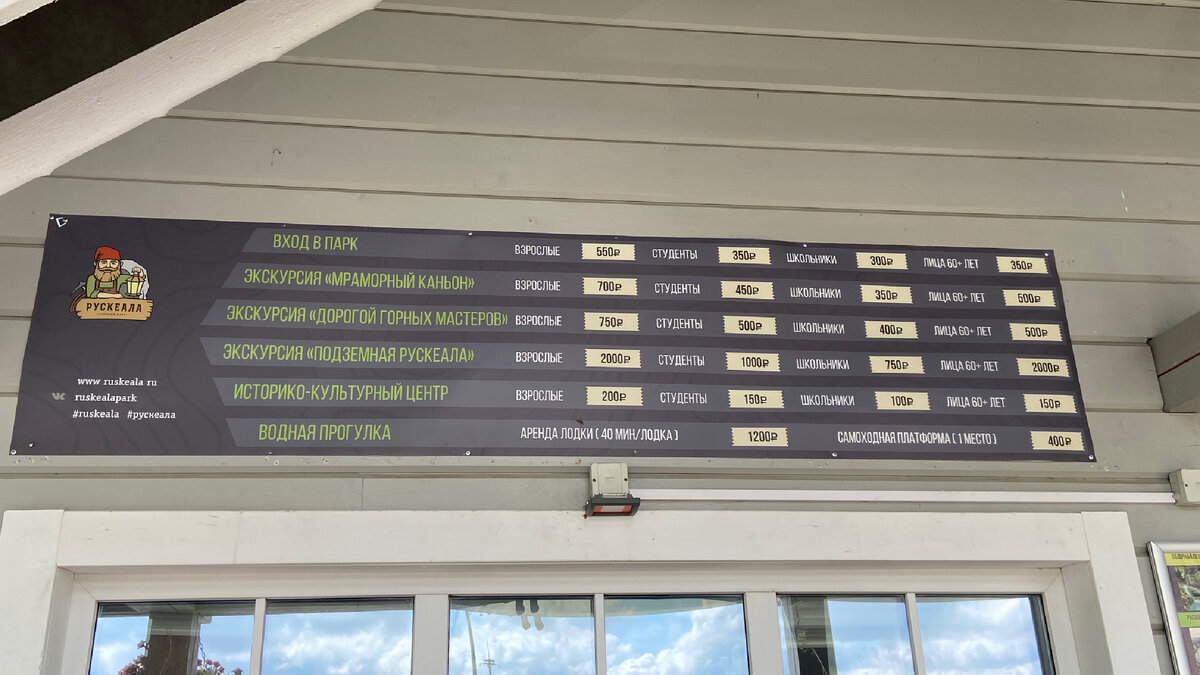 ВХОД В ПАРК ВЗРОСЛЫЕ 550₽ СТУДЕНТЫ 350₽ ШКОЛЬНИКИ 300₽ ЛИЦА 60+ ЛЕТ 350₽
ЭКСКУРСИЯ «МРАМОРНЫЙ КАНЬОН» ВЗРОСЛЫЕ 700₽ СТУДЕНТЫ 450₽ ШКОЛЬНИКИ 350₽ ЛИЦА 60+ ЛЕТ 500₽
ЭКСКУРСИЯ «ДОРОГОЙ ГОРНЫХ МАСТЕРОВ» ВЗРОСЛЫЕ 750₽ СТУДЕНТЫ 500₽ ШКОЛЬНИКИ 400₽ ЛИЦА 60+ ЛЕТ 500₽
ЭКСКУРСИЯ «ПОДЗЕМНАЯ РУСКЕАЛА» ВЗРОСЛЫЕ 2000₽ СТУДЕНТЫ 1000₽ ШКОЛЬНИКИ 750₽ ЛИЦА 60+ ЛЕТ 2000₽
ИСТОРИКО-КУЛЬТУРНЫЙ ЦЕНТР ВЗРОСЛЫЕ 200₽ СТУДЕНТЫ 150₽ ШКОЛЬНИКИ 100₽ ЛИЦА 60+ ЛЕТ 150₽
ВОДНАЯ ПРОГУЛКА АРЕНДА ЛОДКИ ( 40 МИН/ЛОДКА ) 1200₽ САМОХОДНАЯ ПЛАТФОРМА ( 1 МЕСТО ) 400₽
РУСКЕАЛА
ГОРНЫЙ ПАРК
www ruskeala ru
ruskealapark
#ruskeala #рускеала